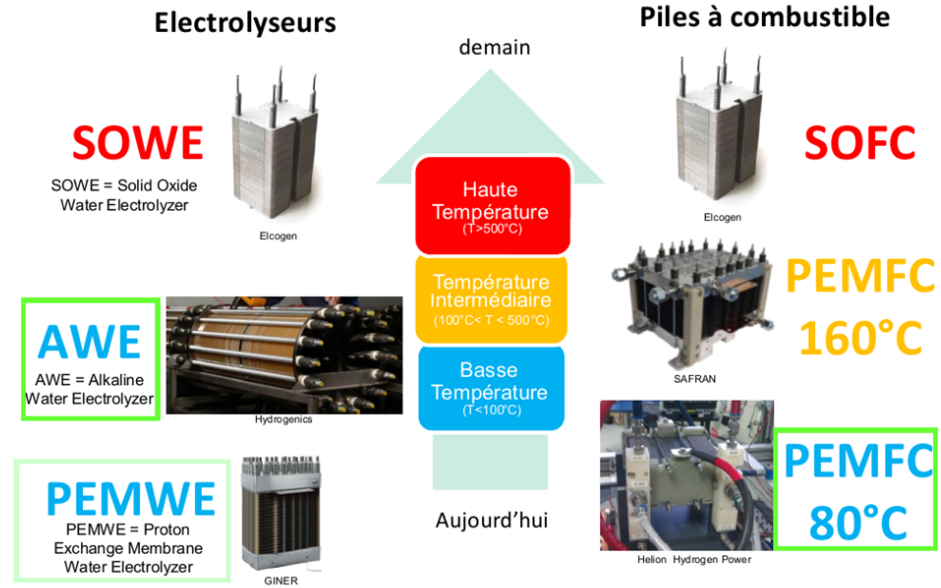 Electrolyseurs
Piles à combustible
demain
SOWE
SOWE = Solid Oxide
Water Electrolyzer
Elcogen
Haute
Température
(T>500°C)
Elcogen
SOFC
Température
Intermédiaire
(100°C< T < 500°C)
SAFRAN
PEMFC
160°C
AWE
AWE = Alkaline
Water Electrolyzer
Hydrogenics
Basse
Température
(T<100°C)
PEMWE
PEMWE = Proton
Exchange Membrane
Water Electrolyzer
GINER
Aujourd’hui
Helion Hydrogen Power
PEMFC
80°C